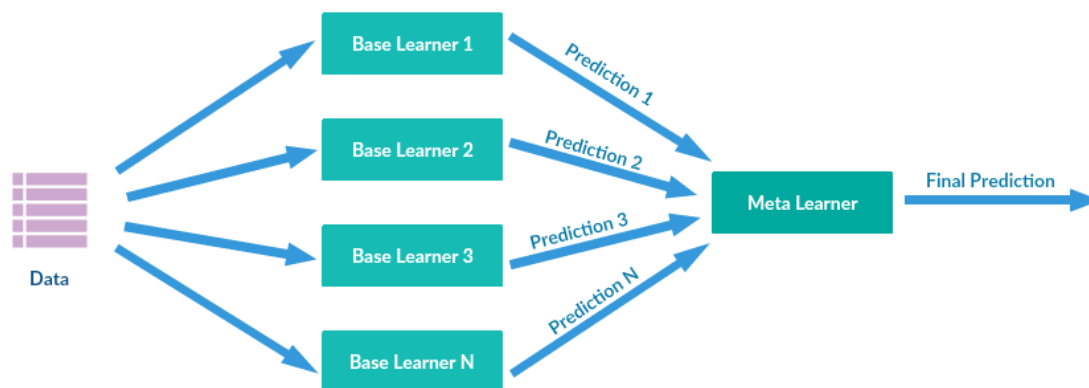 Base Learner 1
Prediction 1
Base Learner 2
Prediction 2
Data
Meta Learner
Final Prediction
Base Learner 3
Prediction 3
Base Learner N
Prediction N